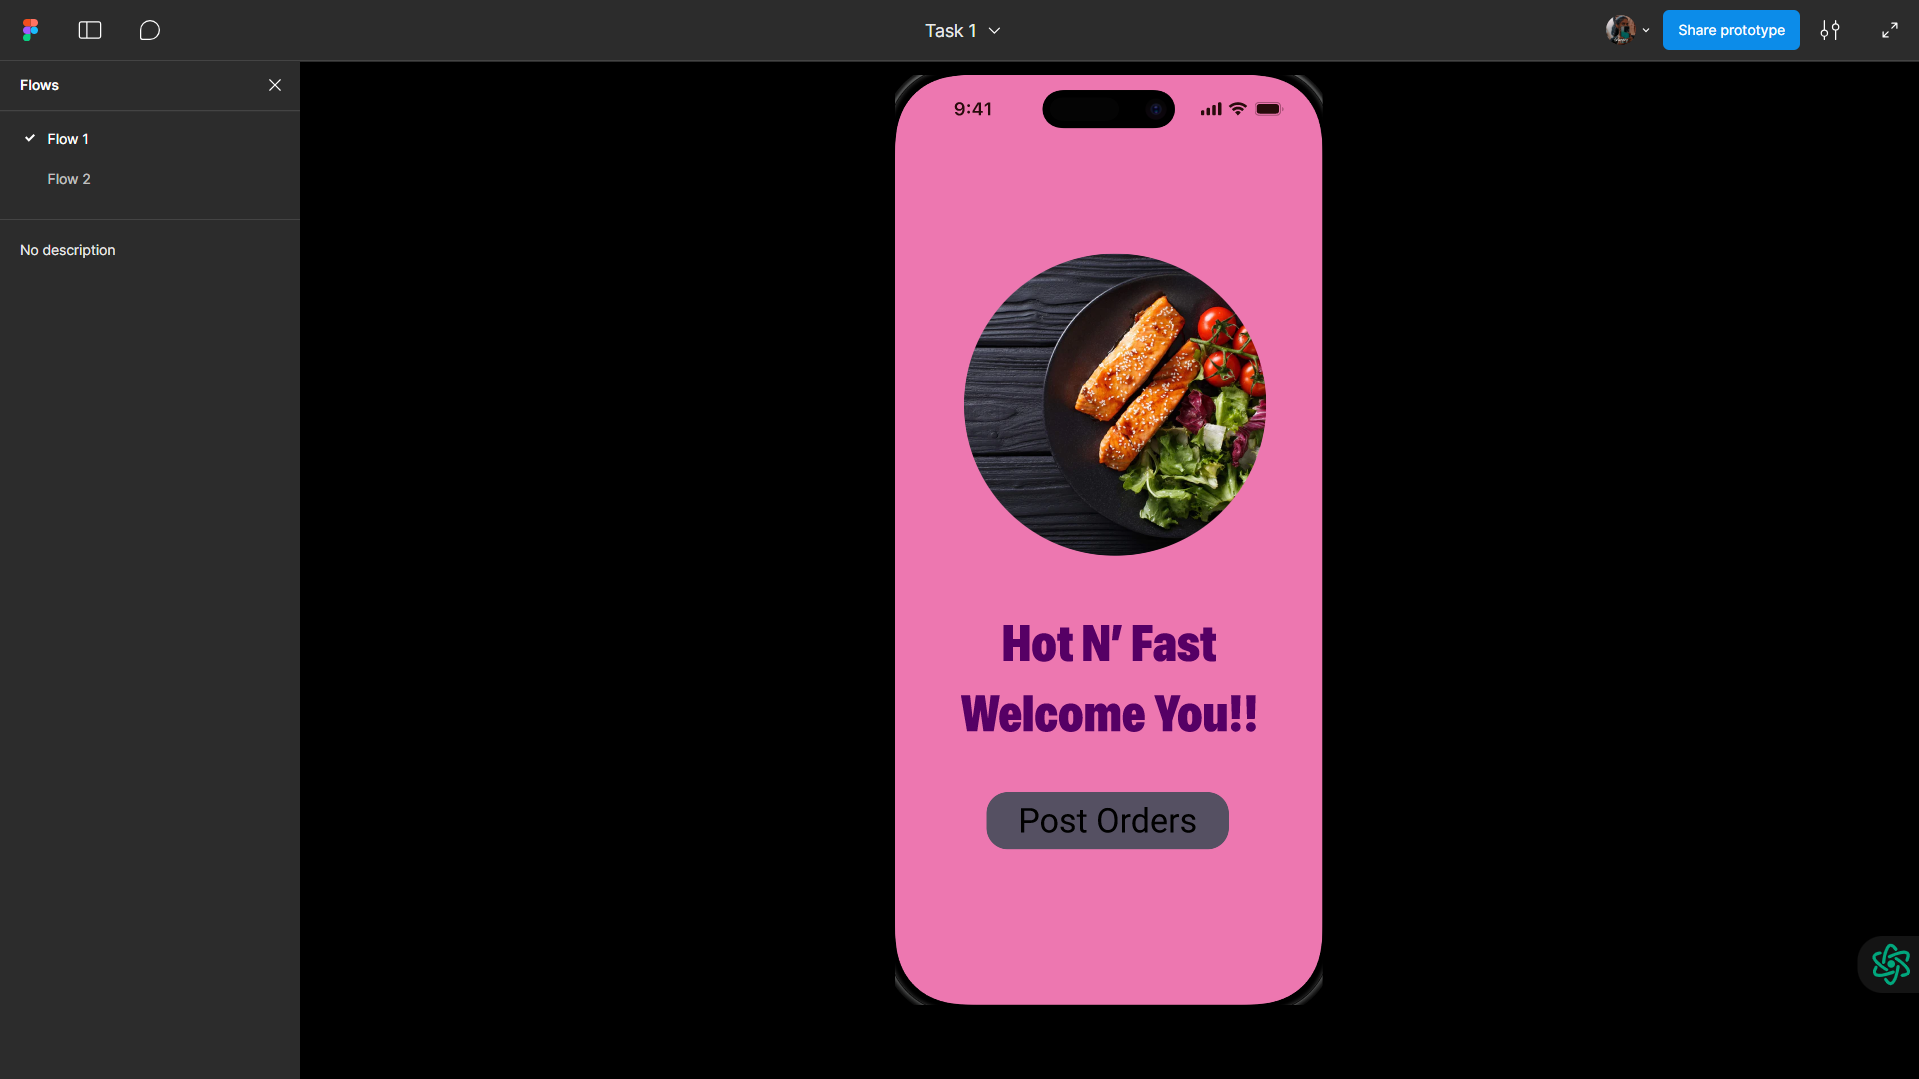 Task 1
Share prototype
Flows
Flow 1
Flow 2
No description
9:41
Hot N’ Fast
Welcome You!!
Post Orders